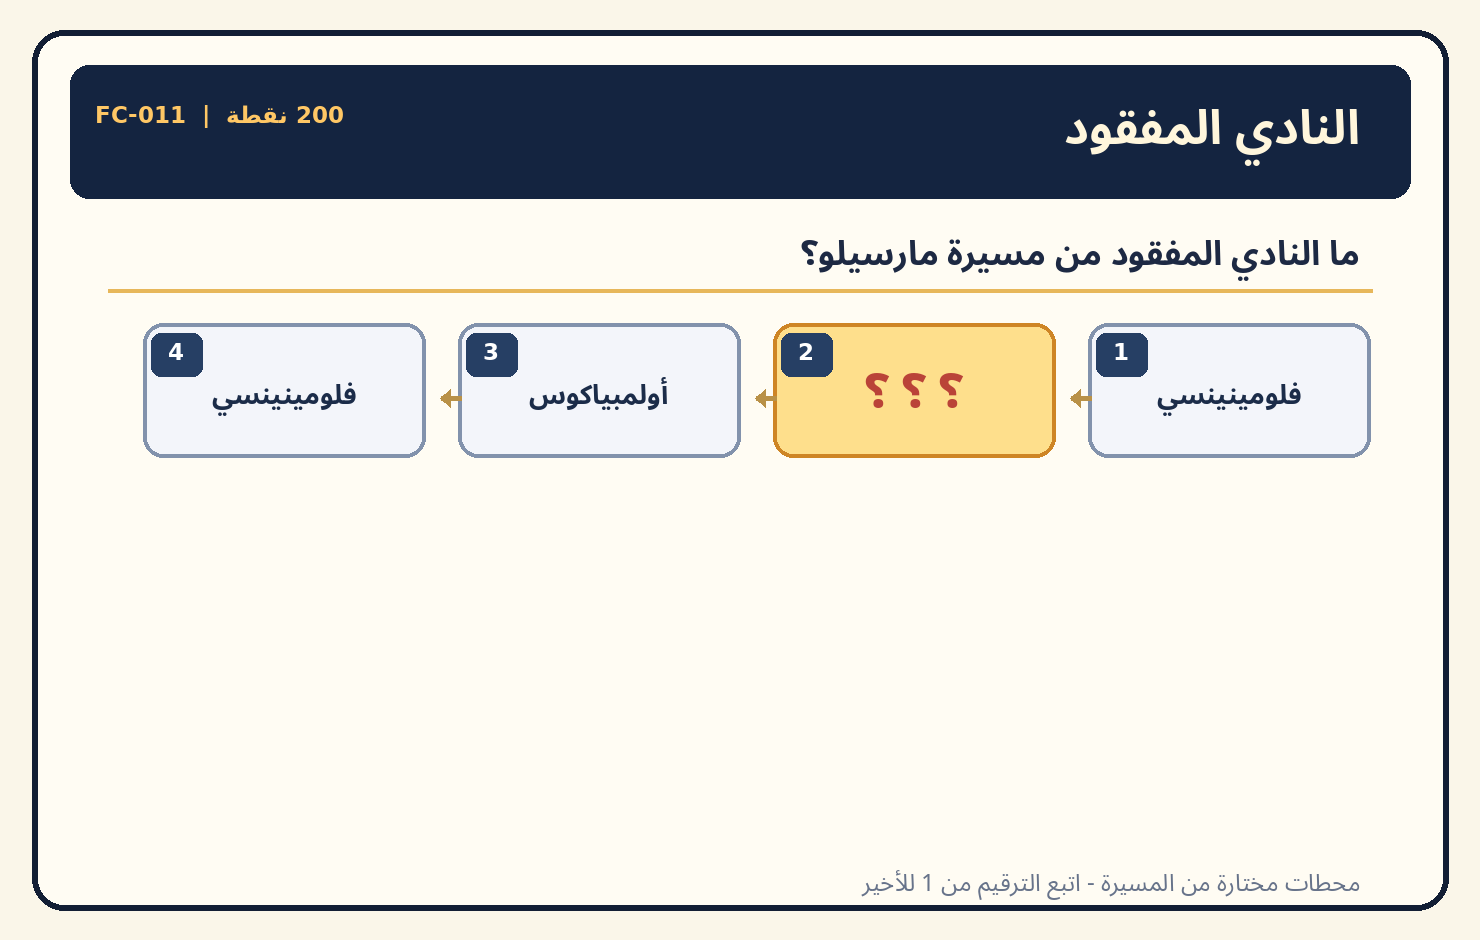 النادي المفقود
200 نقطة | FC-011
ما النادي المفقود من مسيرة مارسيلو؟
1
فلومينينسي
2
؟؟؟
3
أولمبياكوس
4
فلومينينسي
محطات مختارة من المسيرة - اتبع الترقيم من 1 للأخير